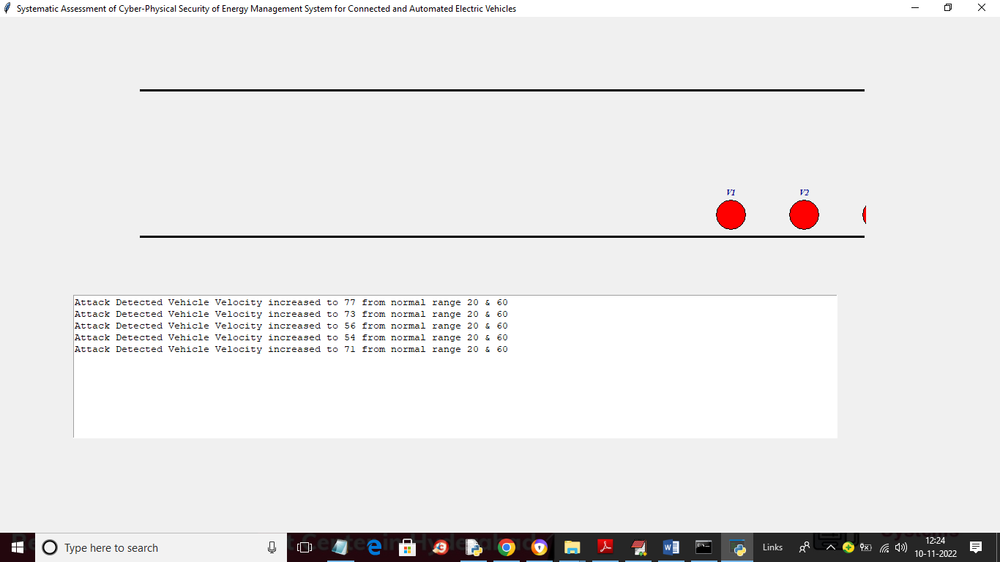 Systematic Assessment of Cyber-Physical Security of Energy Management System for Connected and Automated Electric Vehicles
V1
V2
Attack Detected Vehicle Velocity increased to 77 from normal range 20 & 60
Attack Detected Vehicle Velocity increased to 73 from normal range 20 & 60
Attack Detected Vehicle Velocity increased to 56 from normal range 20 & 60
Attack Detected Vehicle Velocity increased to 54 from normal range 20 & 60
Attack Detected Vehicle Velocity increased to 71 from normal range 20 & 60
Type here to search
Links
12:24
10-11-2022